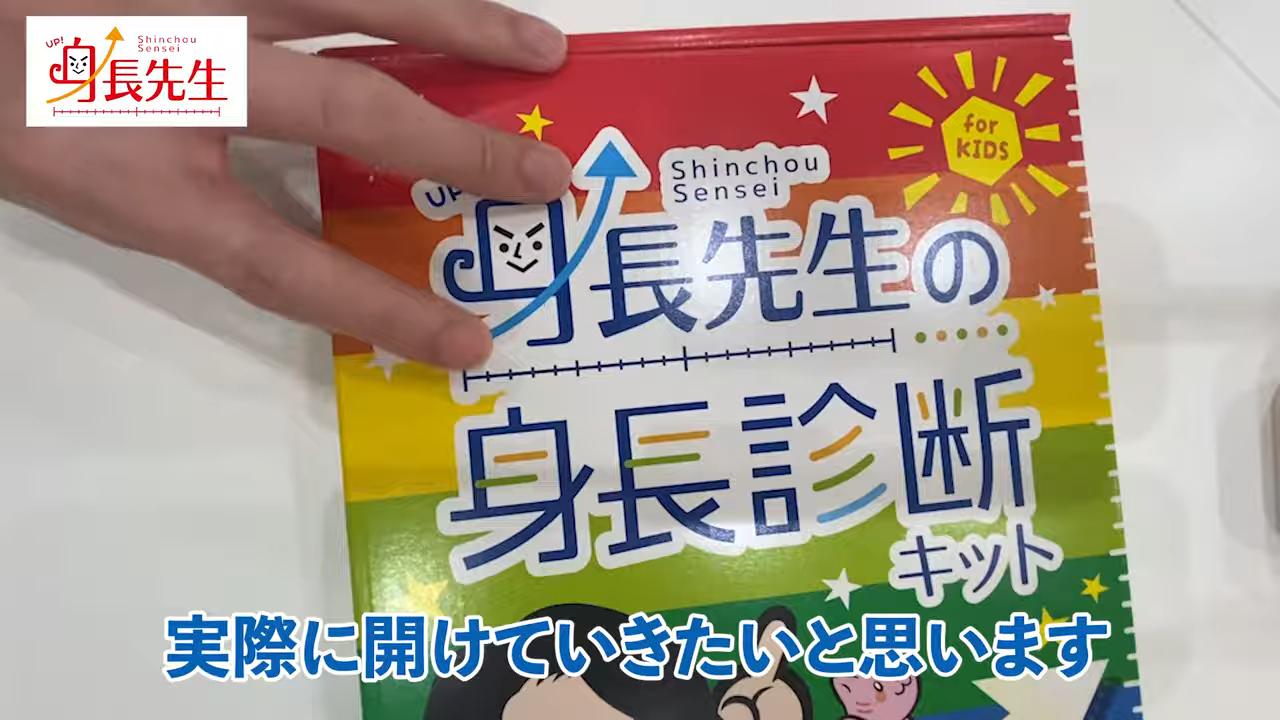 UP!
Shinchou
Sensei
身長先生
for
KIDS
UP
Shinchou
Sensei
身長先生の
身長診断
キット
実際に開けていきたいと思います